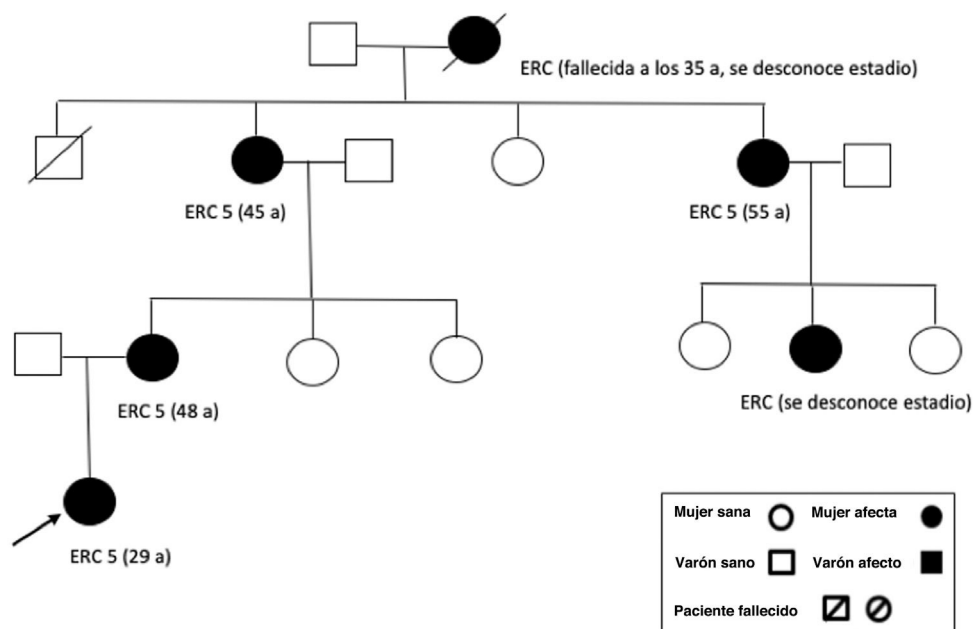 ERC (fallecida a los 35 a, se desconoce estadio)
ERC 5 (45 a)
ERC 5 (55 a)
ERC 5 (48 a)
ERC (se desconoce estadio)
ERC 5 (29 a)
Mujer sana Mujer afecta
Varón sano Varón afecto
Paciente fallecido